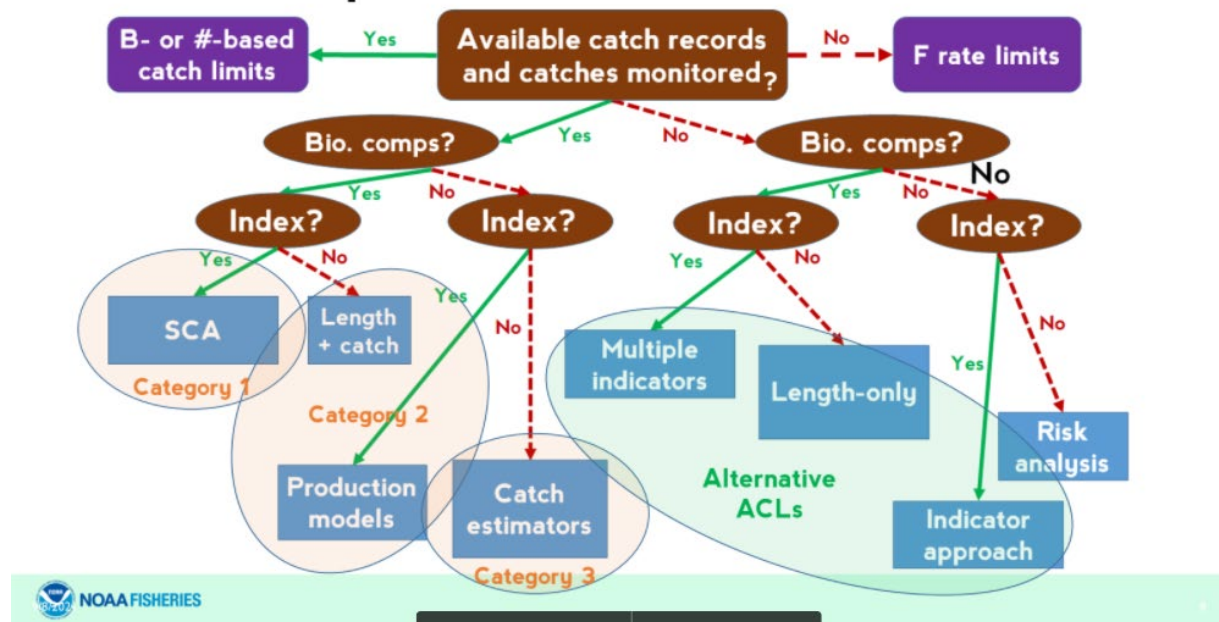 B- or #-based
catch limits
Yes
Available catch records
and catches monitored?
No
F rate limits
Bio. comps?
Yes
No
Bio. comps?
Yes
No
Yes
No
No
Index?
Index?
Index?
Index?
Yes
No
Yes
No
Yes
No
Yes
No
SCA
Length
+ catch
Category 1
Category 2
Multiple
indicators
Length-only
Risk
analysis
Production
models
Catch
estimators
Alternative
ACLs
Indicator
approach
Category 3
NOAA FISHERIES